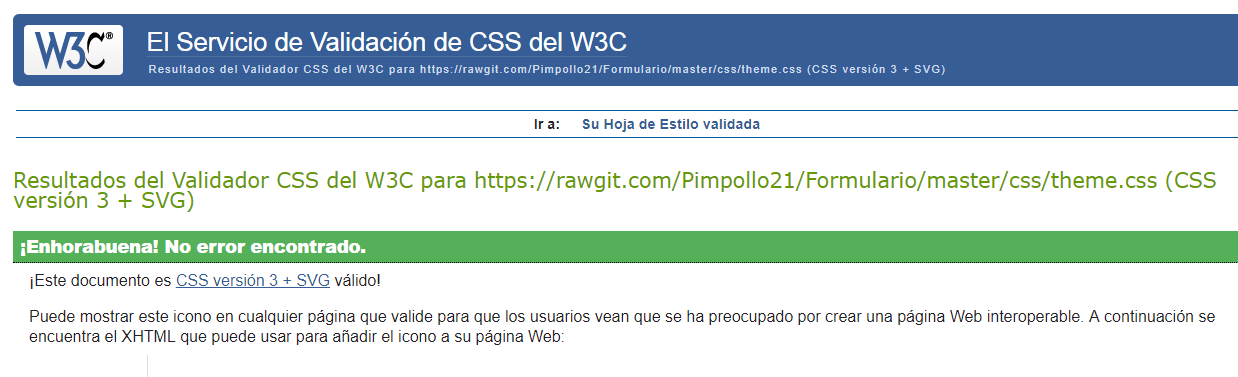 W3C®
El Servicio de Validación de CSS del W3C
Resultados del Validador CSS del W3C para https://rawgit.com/Pimpollo21/Formulario/master/css/theme.css (CSS versión 3 + SVG)
Ir a: Su Hoja de Estilo validada
Resultados del Validador CSS del W3C para https://rawgit.com/Pimpollo21/Formulario/master/css/theme.css (CSS
versión 3 + SVG)
¡Enhorabuena! No error encontrado.
¡Este documento es CSS versión 3 + SVG válido!
Puede mostrar este icono en cualquier página que valide para que los usuarios vean que se ha preocupado por crear una página Web interoperable. A continuación se
encuentra el XHTML que puede usar para añadir el icono a su página Web: